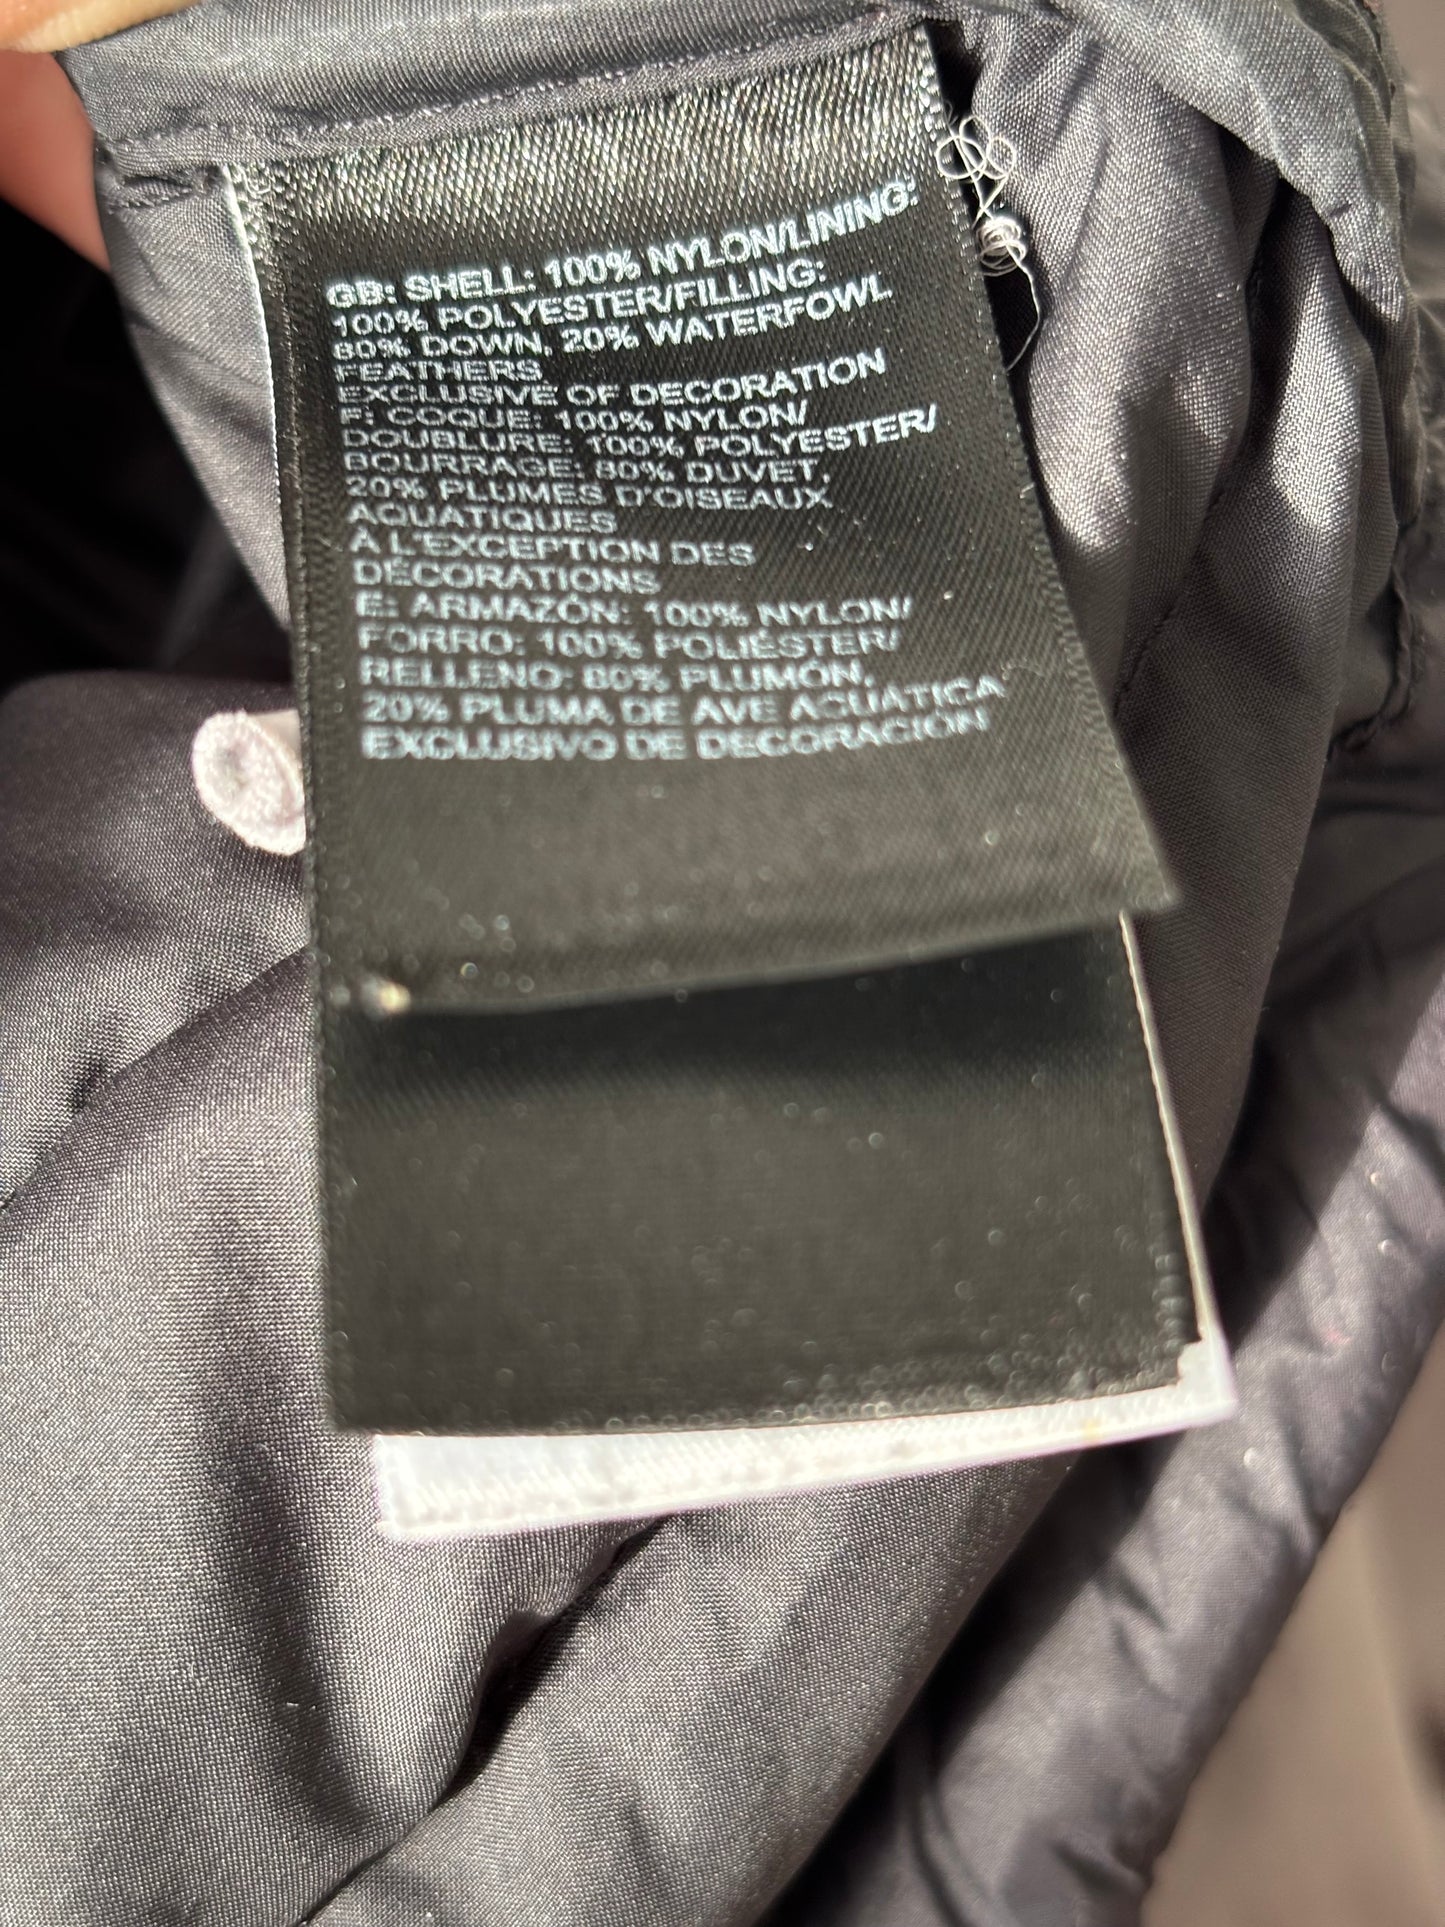 GB: SHELL: 100% NYLON/LINING:
100% POLYESTER/FILLING:
80% DOWN, 20% WATERFOWL
FEATHERS
EXCLUSIVE OF DECORATION
F: COQUE: 100% NYLON/
DOUBLURE: 100% POLYESTER/
BOURRAGE: 80% DUVET,
20% PLUMES D'OISEAUX
AQUATIQUES
A L'EXCEPTION DES
DÉCORATIONS
E: ARMAZÓN: 100% NYLON/
FORRO: 100% POLIÉSTER/
RELLENO: 80% PLUMÓN,
20% PLUMA DE AVE ACUÁTICA
EXCLUSIVO DE DECORACIÓN